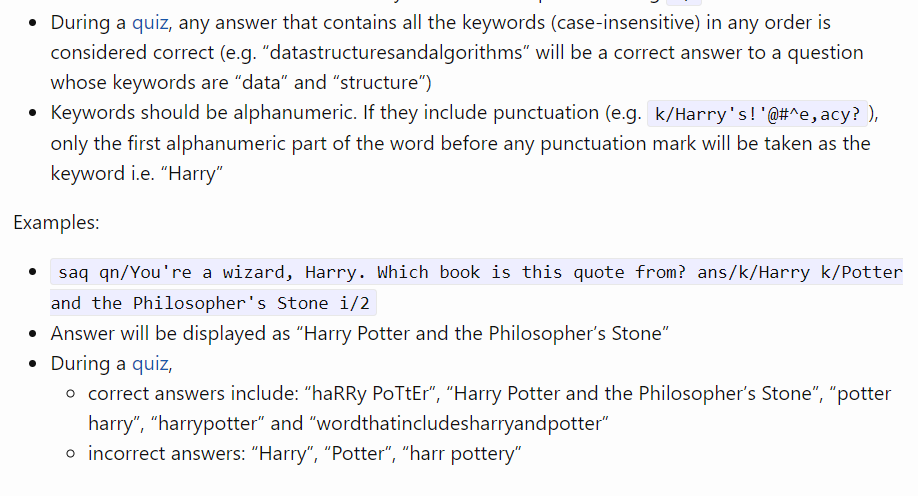 During a quiz, any answer that contains all the keywords (case-insensitive) in any order is
considered correct (e.g. “datastructuresandalgorithms” will be a correct answer to a question
whose keywords are “data” and “structure”)
Keywords should be alphanumeric. If they include punctuation (e.g. k/Harry's!'@#^e,acy? ),
only the first alphanumeric part of the word before any punctuation mark will be taken as the
keyword i.e. “Harry”
Examples:
saq qn/You're a wizard, Harry. Which book is this quote from? ans/k/Harry k/Potter
and the Philosopher's Stone i/2
Answer will be displayed as “Harry Potter and the Philosopher’s Stone”
During a quiz,
correct answers include: “haRRy PoTtEr”, “Harry Potter and the Philosopher’s Stone”, “potter
harry”, “harrypotter” and “wordthatincludesharryandpotter”
incorrect answers: “Harry”, “Potter”, “harr pottery”